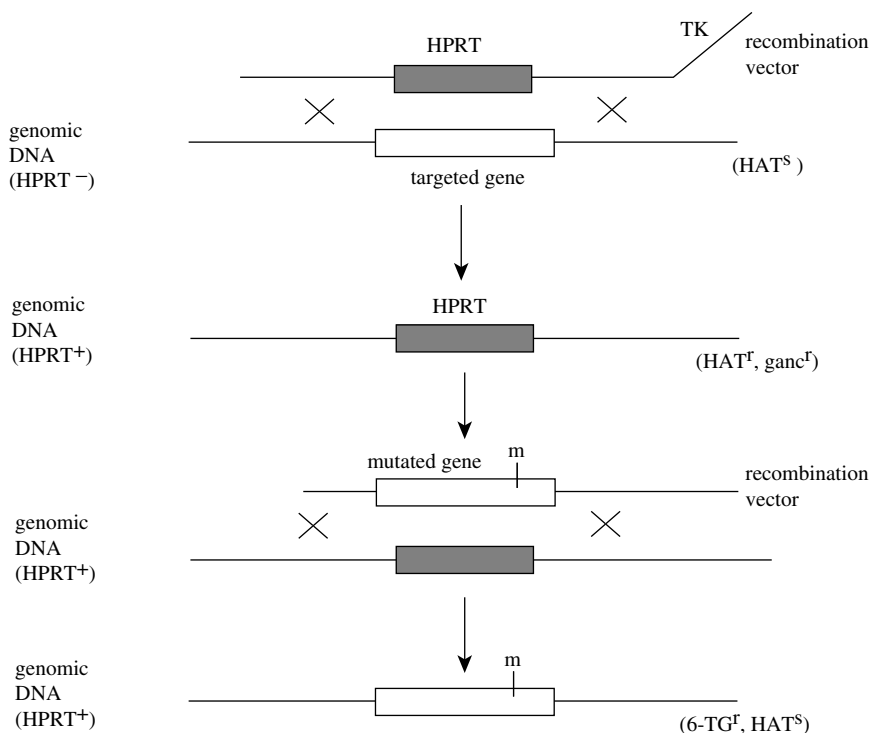 HPRT
TK
recombination
vector
genomic
DNA
(HPRT –)
targeted gene
(HATˢ )
genomic
DNA
(HPRT⁺)
HPRT
(HATʳ, gancʳ)
mutated gene
m
recombination
vector
genomic
DNA
(HPRT⁺)
genomic
DNA
(HPRT⁺)
m
(6-TGʳ, HATˢ)